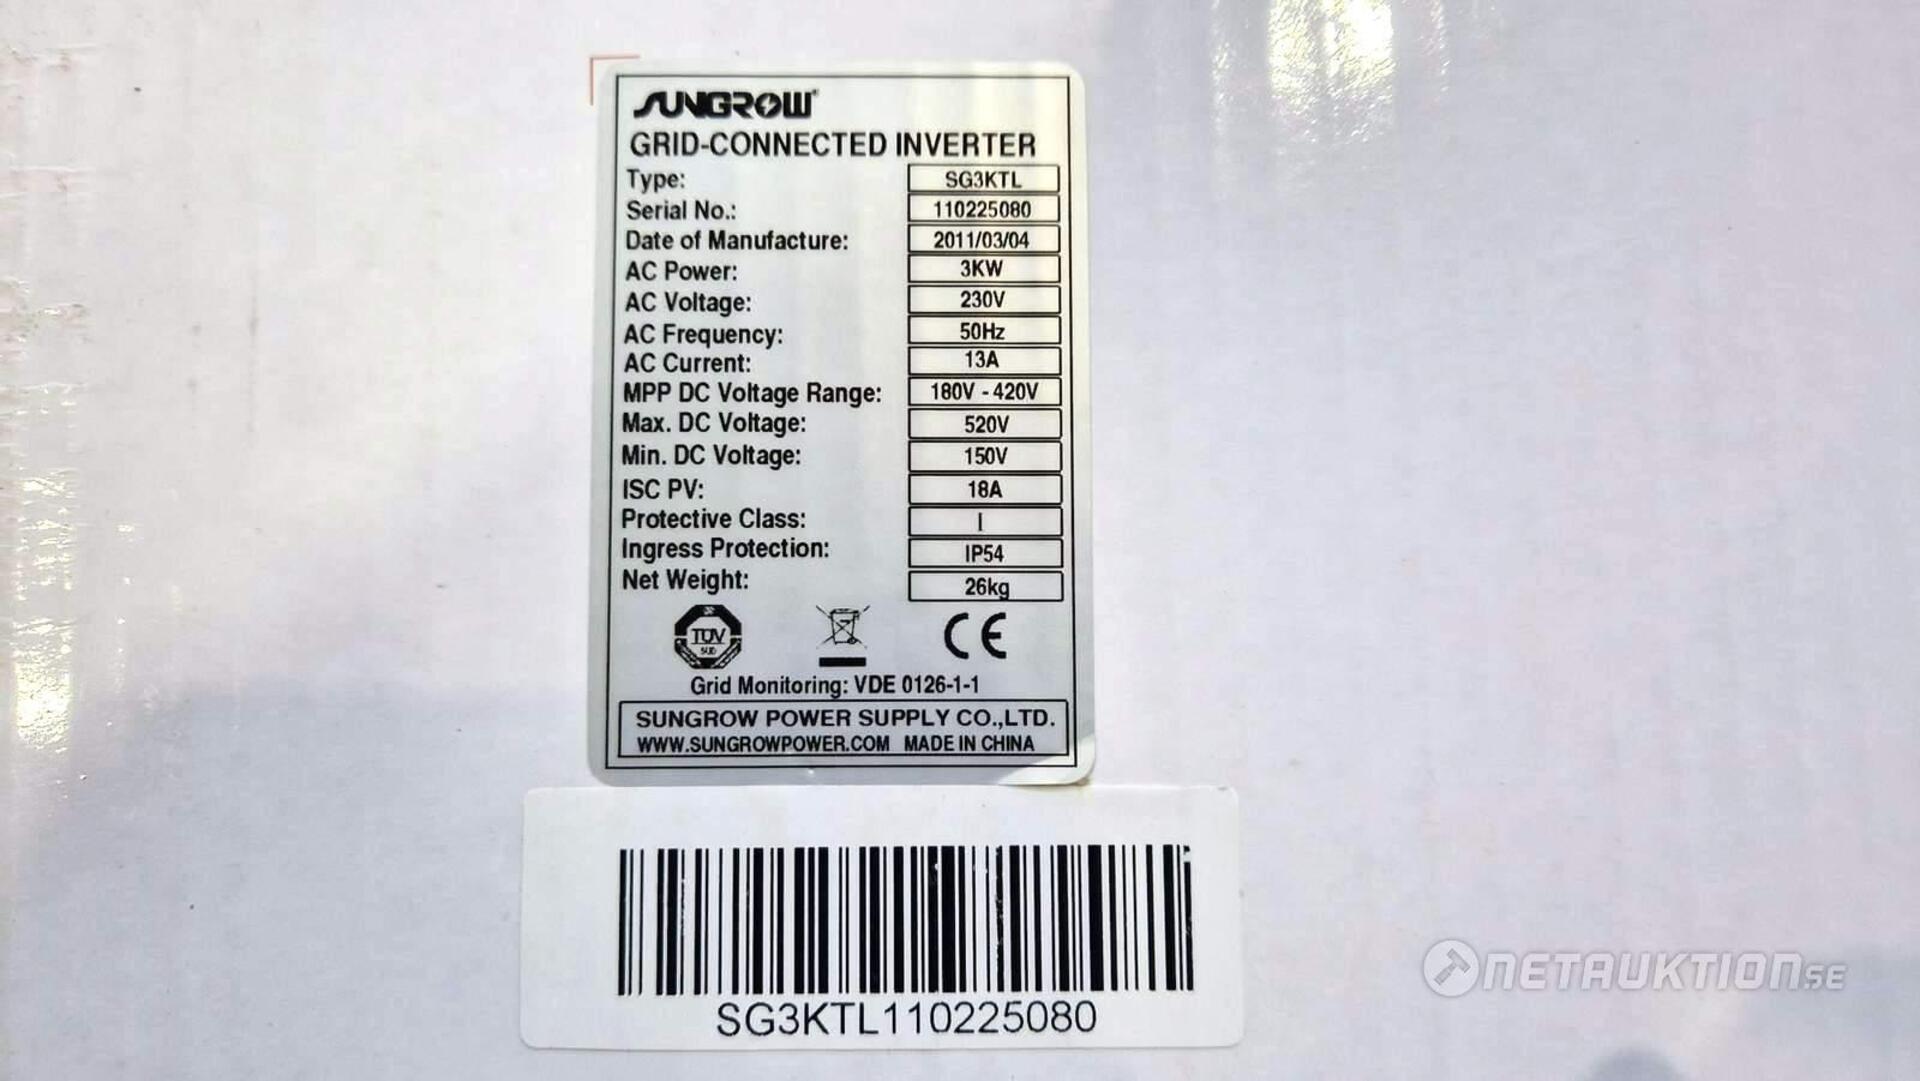 SUNGROW
GRID-CONNECTED INVERTER
Type: SG3KTL
Serial No.: 110225080
Date of Manufacture: 2011/03/04
AC Power: 3KW
AC Voltage: 230V
AC Frequency: 50Hz
AC Current: 13A
MPP DC Voltage Range: 180V - 420V
Max. DC Voltage: 520V
Min. DC Voltage: 150V
ISC PV: 18A
Protective Class: I
Ingress Protection: IP54
Net Weight: 26kg
TÜV
SÜD
CE
Grid Monitoring: VDE 0126-1-1
SUNGROW POWER SUPPLY CO.,LTD.
WWW.SUNGROWPOWER.COM MADE IN CHINA
SG3KTL110225080
NETAUKTION.SE